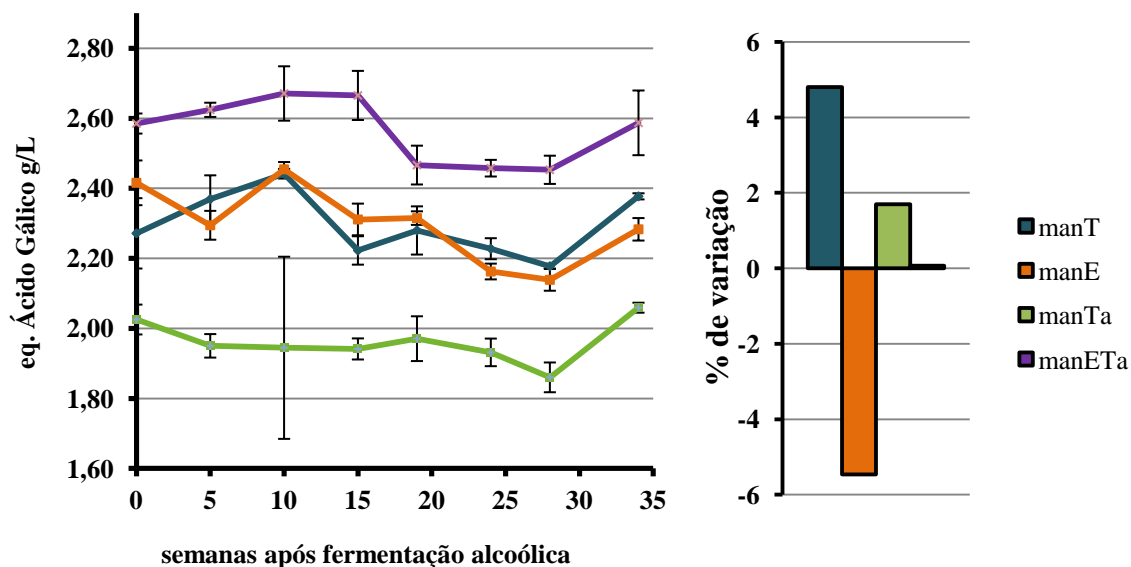 eq. Ácido Gálico g/L
2,80
2,60
2,40
2,20
2,00
1,80
1,60
0 5 10 15 20 25 30 35
semanas após fermentação alcoólica
% de variação
6
4
2
0
-2
-4
-6
manT
manE
manTa
manETa